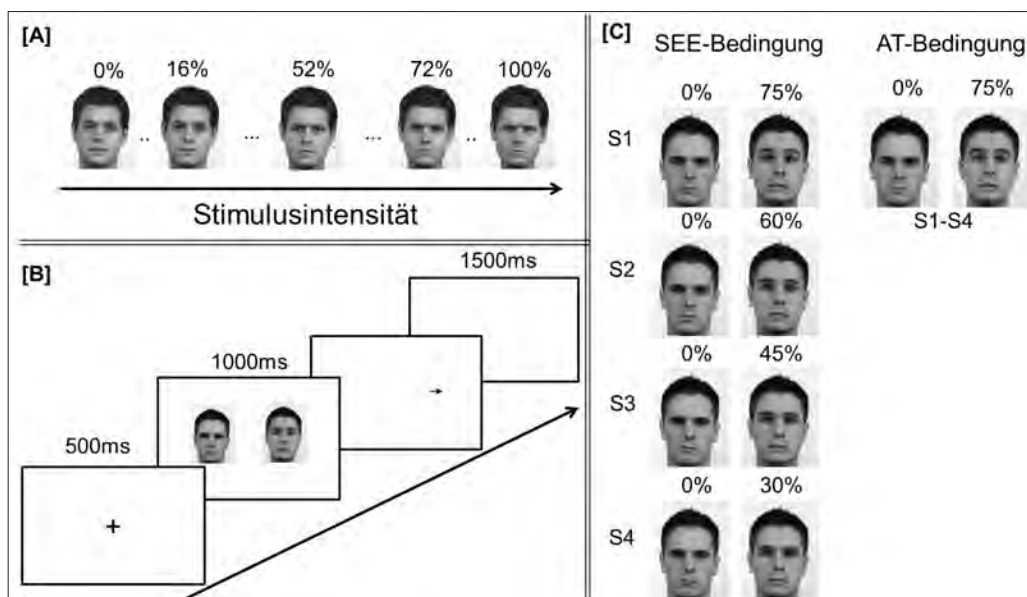 [A]
0% 16% 52% 72% 100%
.. ... ... ..
Stimulusintensität
[B]
500ms
+
1000ms
1500ms
[C]
SEE-Bedingung AT-Bedingung
0% 75% 0% 75%
S1
S1-S4
0% 60%
S2
0% 45%
S3
0% 30%
S4